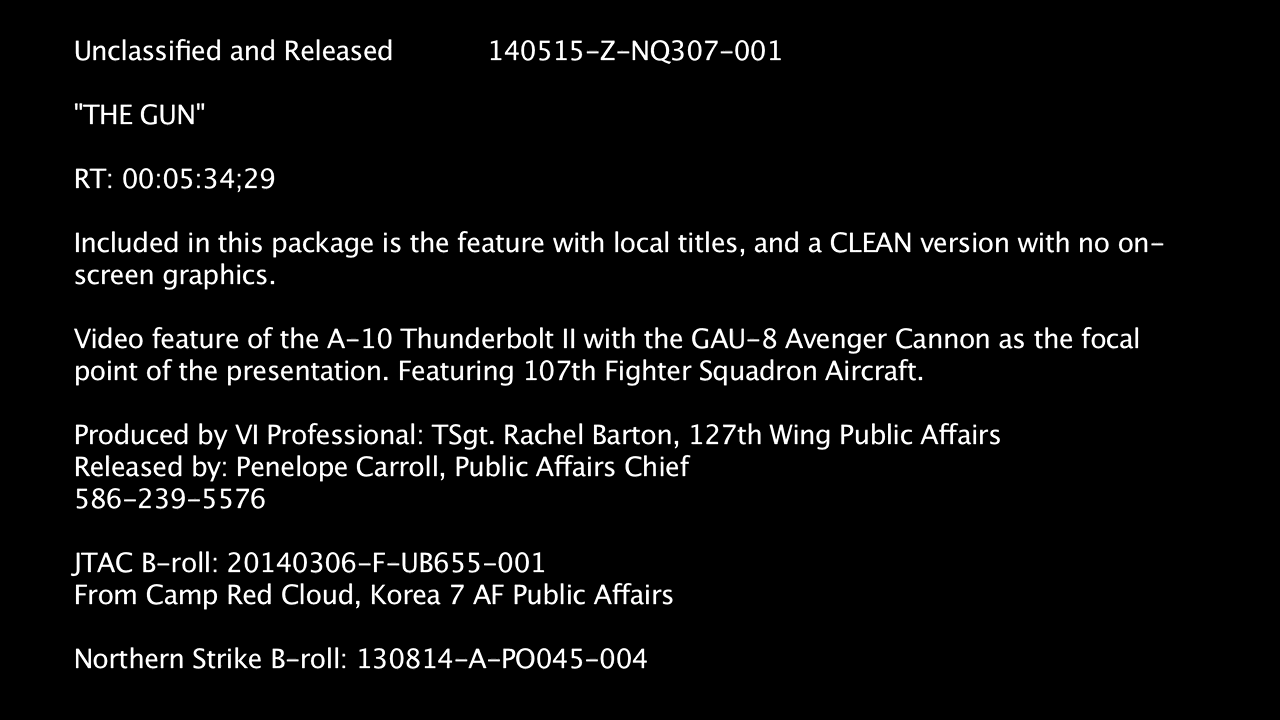 Unclassified and Released 140515-Z-NQ307-001
"THE GUN"
RT: 00:05:34;29
Included in this package is the feature with local titles, and a CLEAN version with no on-
screen graphics.
Video feature of the A-10 Thunderbolt II with the GAU-8 Avenger Cannon as the focal
point of the presentation. Featuring 107th Fighter Squadron Aircraft.
Produced by VI Professional: TSgt. Rachel Barton, 127th Wing Public Affairs
Released by: Penelope Carroll, Public Affairs Chief
586-239-5576
JTAC B-roll: 20140306-F-UB655-001
From Camp Red Cloud, Korea 7 AF Public Affairs
Northern Strike B-roll: 130814-A-PO045-004